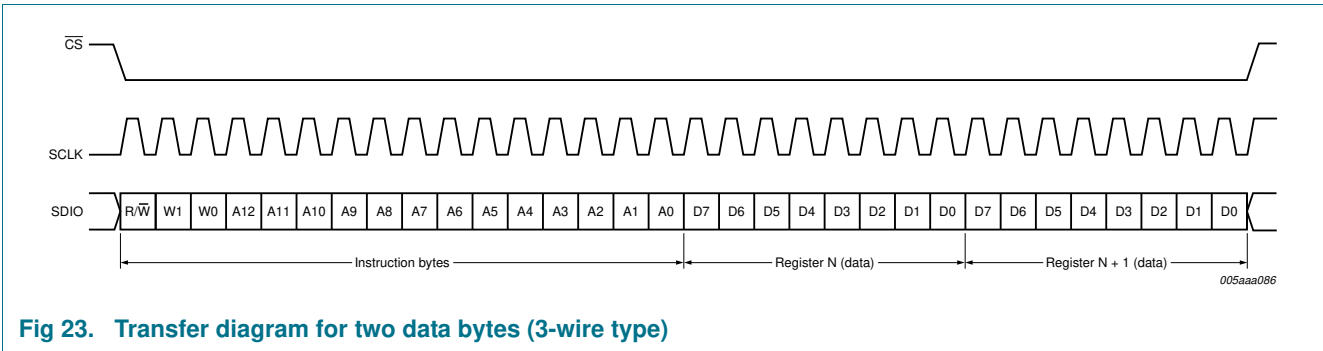 CS
SCLK
SDIO R/W W1 W0 A12 A11 A10 A9 A8 A7 A6 A5 A4 A3 A2 A1 A0 D7 D6 D5 D4 D3 D2 D1 D0 D7 D6 D5 D4 D3 D2 D1 D0
Instruction bytes Register N (data) Register N + 1 (data)
005aaa086
Fig 23. Transfer diagram for two data bytes (3-wire type)